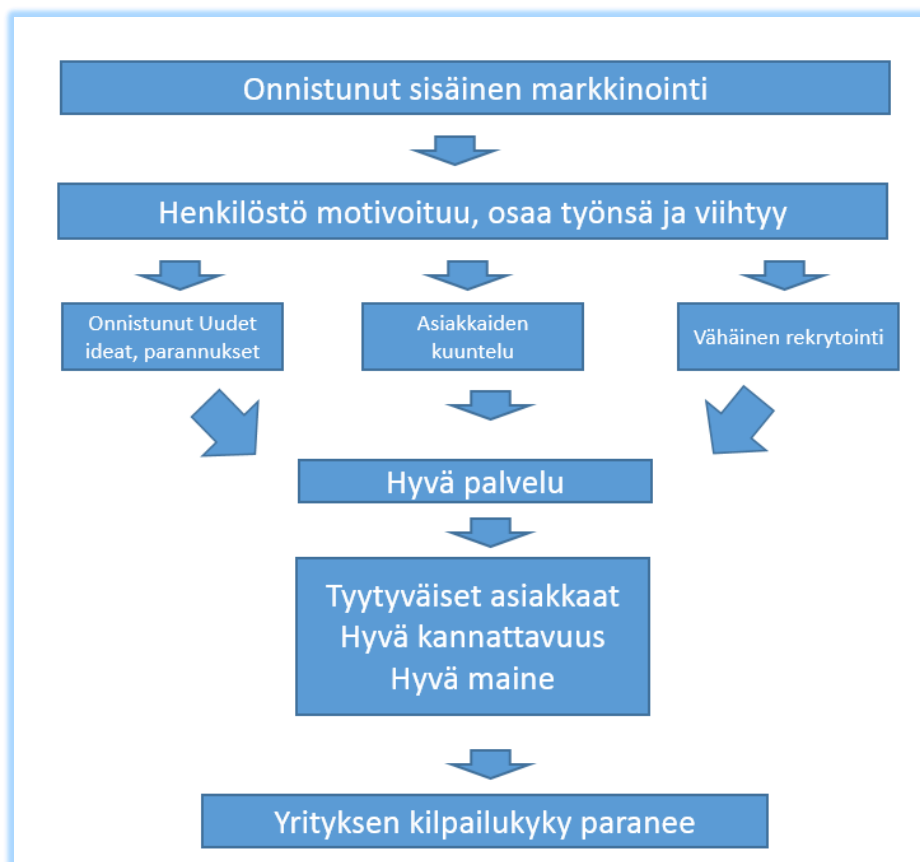 Onnistunut sisäinen markkinointi
Henkilöstö motivoituu, osaa työnsä ja viihtyy
Onnistunut Uudet
ideat, parannukset
Asiakkaiden
kuuntelu
Vähäinen rekrytointi
Hyvä palvelu
Tyytyväiset asiakkaat
Hyvä kannattavuus
Hyvä maine
Yrityksen kilpailukyky paranee